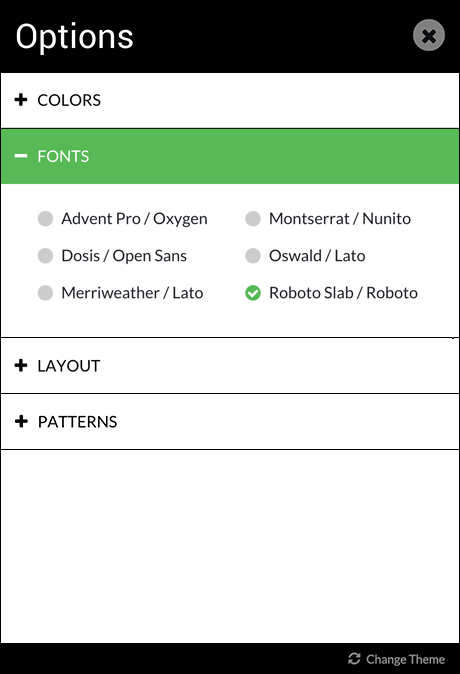 Options
COLORS
FONTS
Advent Pro / Oxygen
Montserrat / Nunito
Dosis / Open Sans
Oswald / Lato
Merriweather / Lato
Roboto Slab / Roboto
LAYOUT
PATTERNS
Change Theme